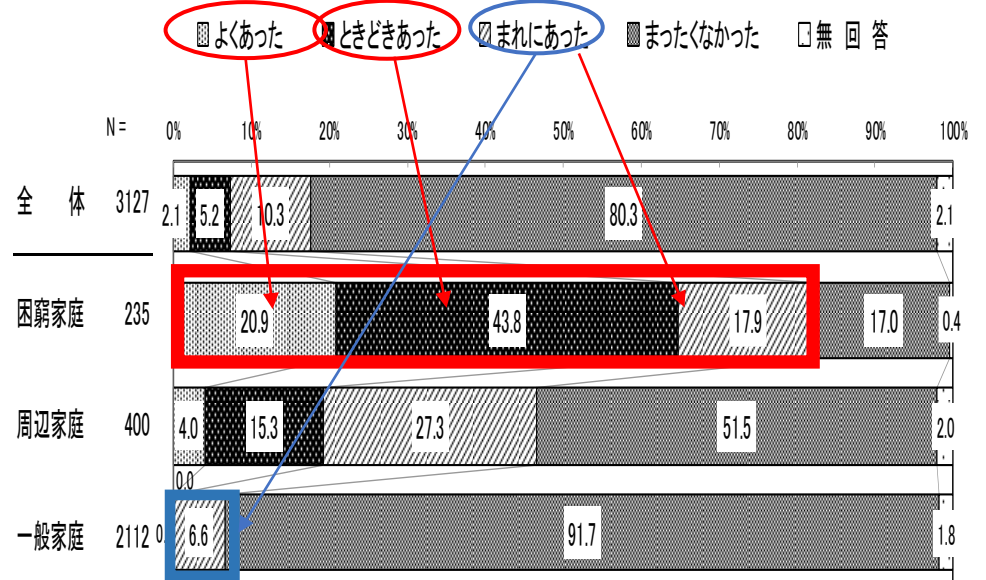 よくあった ときどきあった まれにあった まったくなかった 無 回 答
N = 0% 10% 20% 30% 40% 50% 60% 70% 80% 90% 100%
全 体 3127 2.1 5.2 10.3 80.3 2.1
困窮家庭 235 20.9 43.8 17.9 17.0 0.4
周辺家庭 400 4.0 15.3 27.3 51.5 2.0
0.0
一般家庭 2112 0. 6.6 91.7 1.8